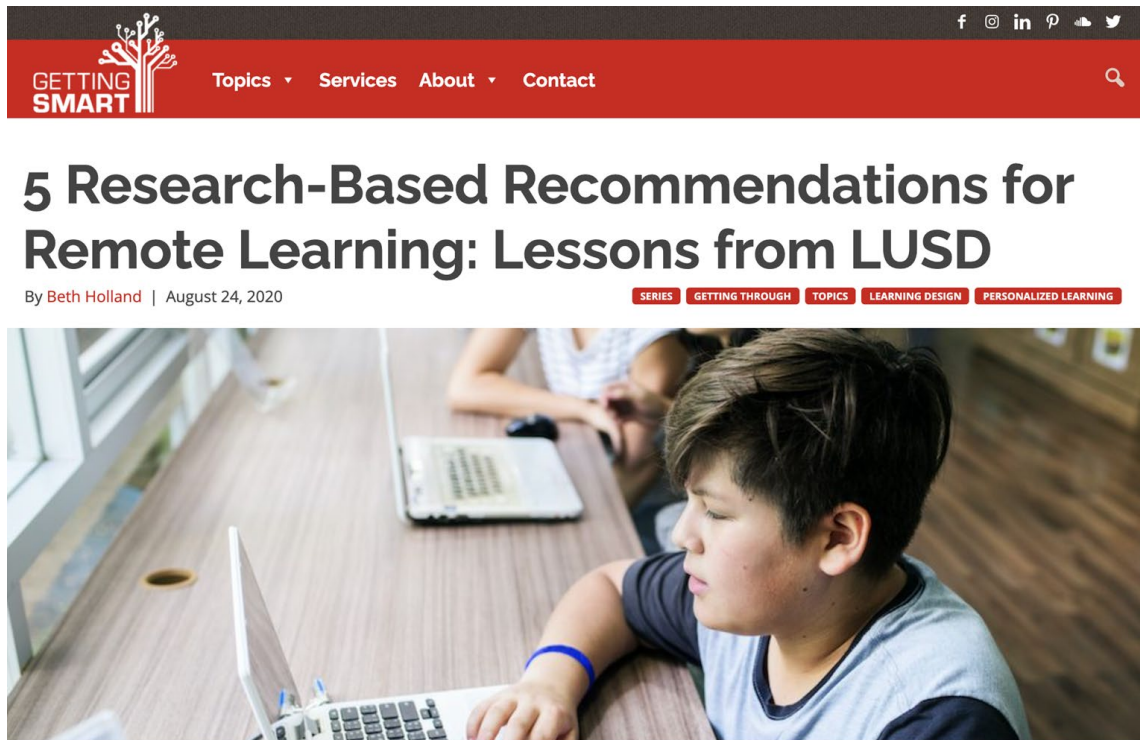 GETTING
SMART
Topics Services About Contact
5 Research-Based Recommendations for
Remote Learning: Lessons from LUSD
By Beth Holland | August 24, 2020
SERIES GETTING THROUGH TOPICS LEARNING DESIGN PERSONALIZED LEARNING